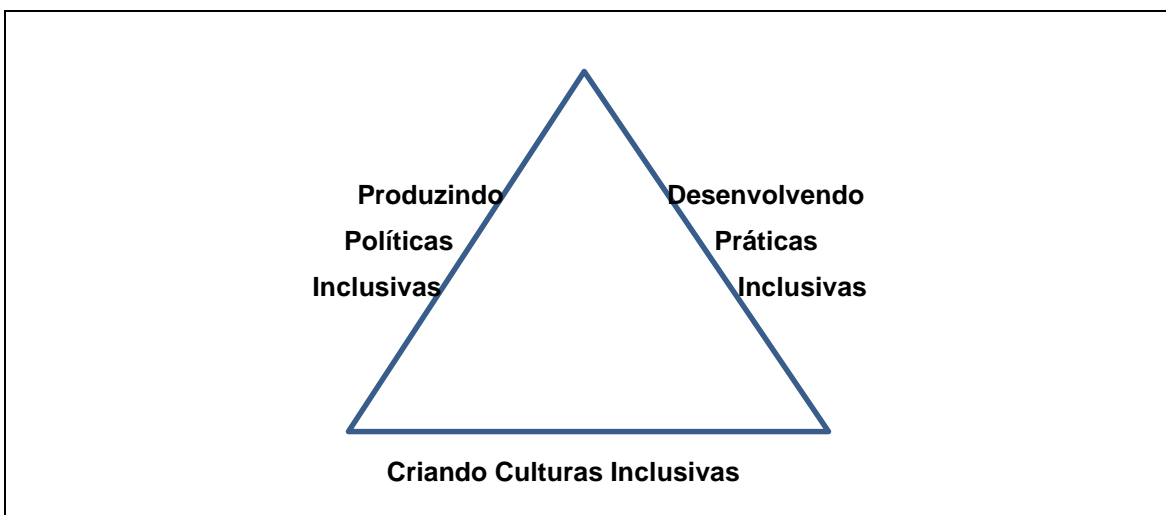 Produzindo
Políticas
Inclusivas
Desenvolvendo
Práticas
Inclusivas
Criando Culturas Inclusivas